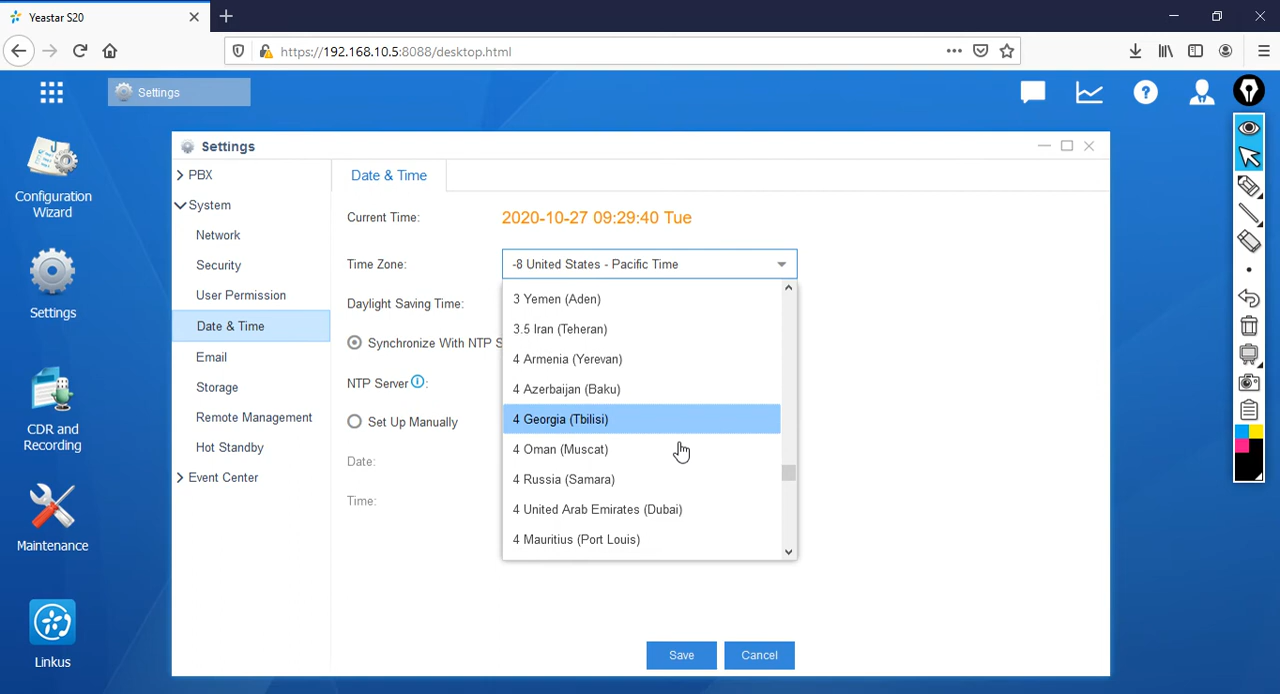 Yeastar S20
https://192.168.10.5:8088/desktop.html
Settings
Settings
Configuration
Wizard
Settings
CDR and
Recording
Maintenance
Linkus
PBX
System
Network
Security
User Permission
Date & Time
Email
Storage
Remote Management
Hot Standby
Event Center
Date & Time
Current Time: 2020-10-27 09:29:40 Tue
Time Zone: -8 United States - Pacific Time
Daylight Saving Time:
Synchronize With NTP S
NTP Server:
Set Up Manually
Date:
Time:
3 Yemen (Aden)
3.5 Iran (Teheran)
4 Armenia (Yerevan)
4 Azerbaijan (Baku)
4 Georgia (Tbilisi)
4 Oman (Muscat)
4 Russia (Samara)
4 United Arab Emirates (Dubai)
4 Mauritius (Port Louis)
Save Cancel